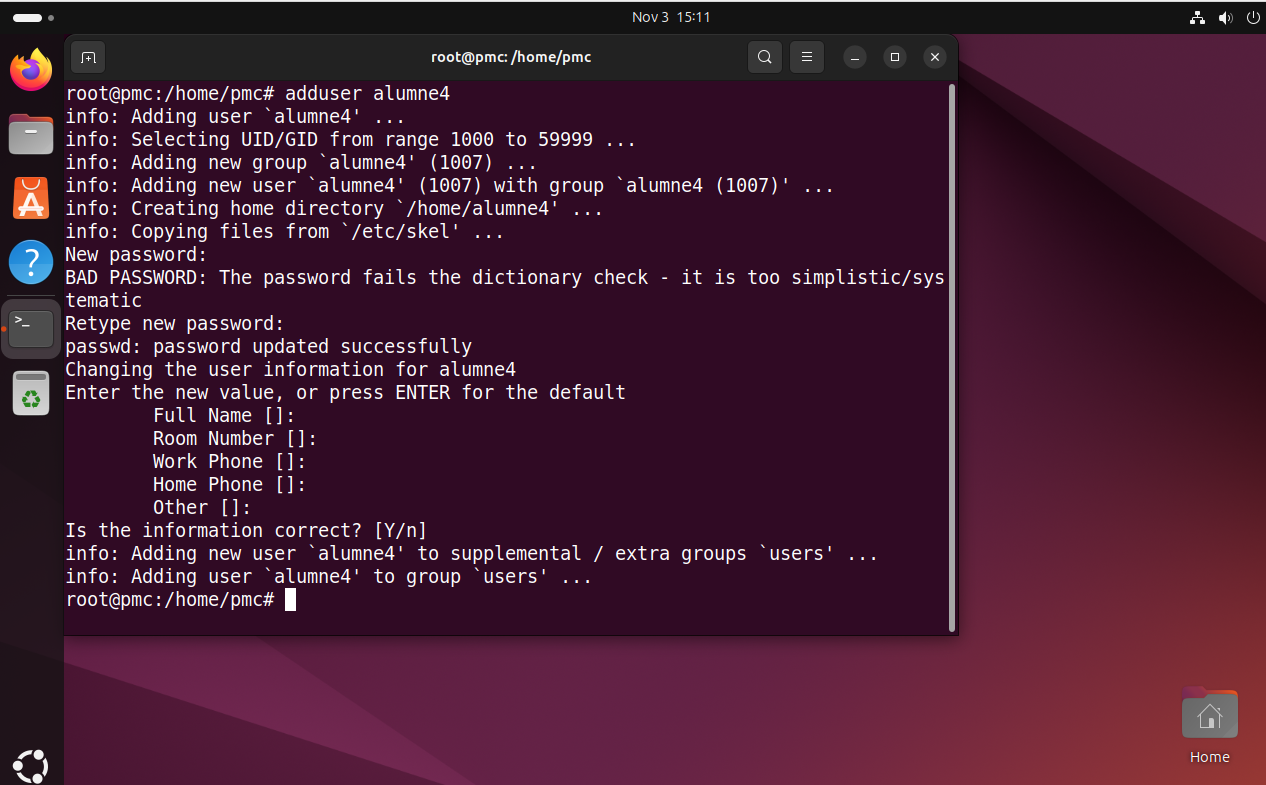 Nov 3 15:11
root@pmc: /home/pmc
root@pmc:/home/pmc# adduser alumne4
info: Adding user `alumne4' ...
info: Selecting UID/GID from range 1000 to 59999 ...
info: Adding new group `alumne4' (1007) ...
info: Adding new user `alumne4' (1007) with group `alumne4 (1007)' ...
info: Creating home directory `/home/alumne4' ...
info: Copying files from `/etc/skel' ...
New password:
BAD PASSWORD: The password fails the dictionary check - it is too simplistic/sys
tematic
Retype new password:
passwd: password updated successfully
Changing the user information for alumne4
Enter the new value, or press ENTER for the default
Full Name []:
Room Number []:
Work Phone []:
Home Phone []:
Other []:
Is the information correct? [Y/n]
info: Adding new user `alumne4' to supplemental / extra groups `users' ...
info: Adding user `alumne4' to group `users' ...
root@pmc:/home/pmc#
Home